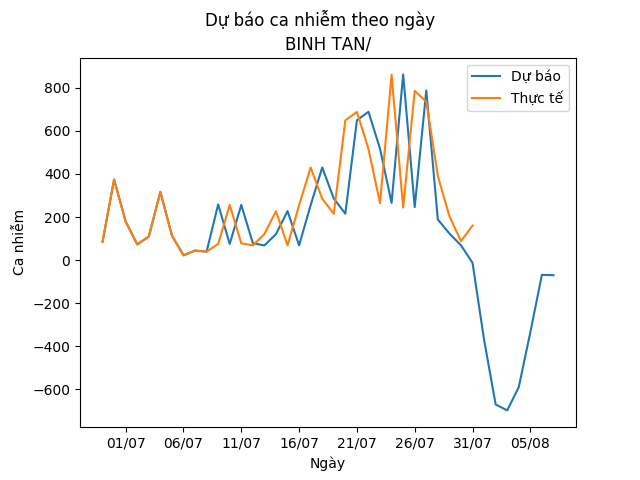 Dự báo ca nhiễm theo ngày
BINH TAN/
Dự báo
Thực tế
Ca nhiễm
800
600
400
200
0
−200
−400
−600
01/07 06/07 11/07 16/07 21/07 26/07 31/07 05/08
Ngày